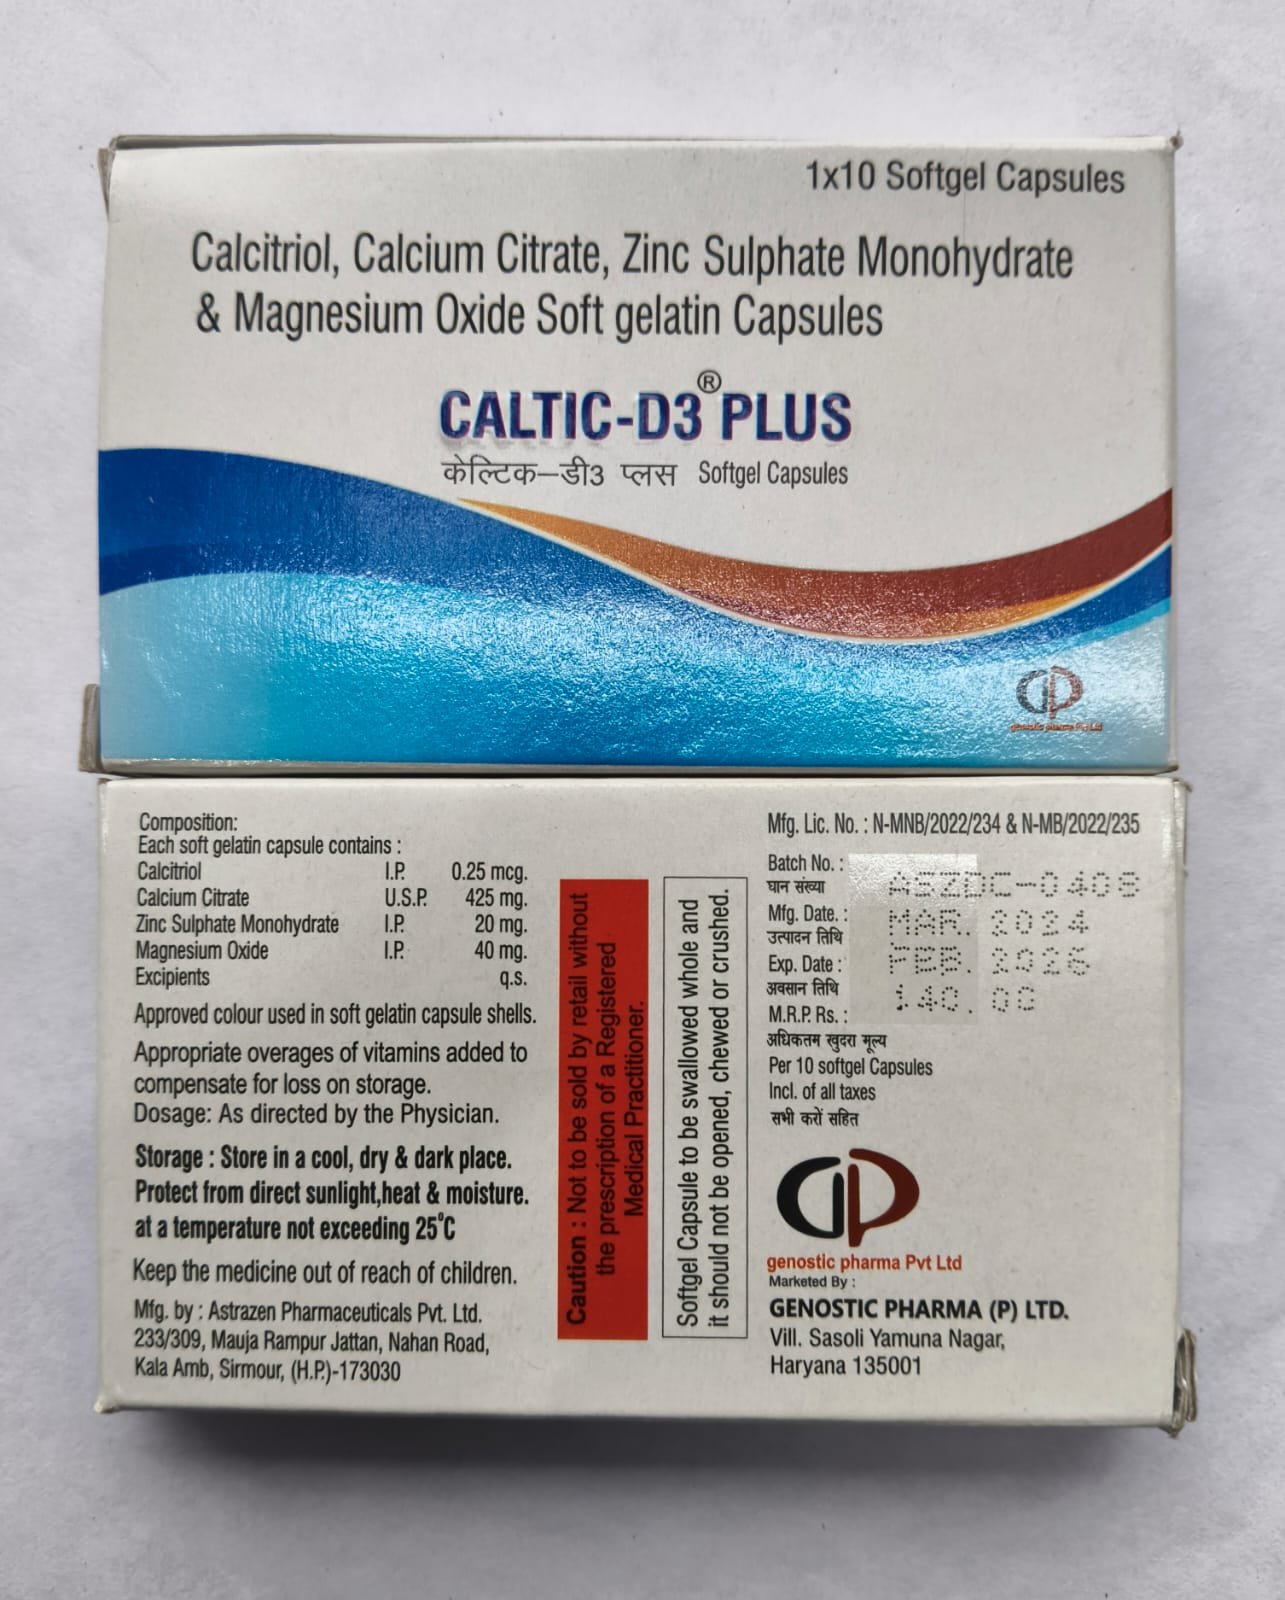 1x10 Softgel Capsules
Calcitriol, Calcium Citrate, Zinc Sulphate Monohydrate
& Magnesium Oxide Soft gelatin Capsules
CALTIC-D3® PLUS
केल्टिक–डी3 प्लस Softgel Capsules
genostic pharma Pvt Ltd
Composition:
Each soft gelatin capsule contains :
Calcitriol I.P. 0.25 mcg.
Calcium Citrate U.S.P. 425 mg.
Zinc Sulphate Monohydrate I.P. 20 mg.
Magnesium Oxide I.P. 40 mg.
Excipients q.s.
Approved colour used in soft gelatin capsule shells.
Appropriate overages of vitamins added to
compensate for loss on storage.
Dosage: As directed by the Physician.
Storage : Store in a cool, dry & dark place.
Protect from direct sunlight,heat & moisture.
at a temperature not exceeding 25°C
Keep the medicine out of reach of children.
Mfg. by : Astrazen Pharmaceuticals Pvt. Ltd.
233/309, Mauja Rampur Jattan, Nahan Road,
Kala Amb, Sirmour, (H.P.)-173030
Caution : Not to be sold by retail without
the prescription of a Registered
Medical Practitioner.
Softgel Capsule to be swallowed whole and
it should not be opened, chewed or crushed.
Mfg. Lic. No. : N-MNB/2022/234 & N-MB/2022/235
Batch No. : ASZDC-0408
घान संख्या
Mfg. Date. : MAR. 2024
उत्पादन तिथि
Exp. Date : FEB. 2026
अवसान तिथि
M.R.P. Rs. : 140.00
अधिकतम खुदरा मूल्य
Per 10 softgel Capsules
Incl. of all taxes
सभी करों सहित
genostic pharma Pvt Ltd
Marketed By :
GENOSTIC PHARMA (P) LTD.
Vill. Sasoli Yamuna Nagar,
Haryana 135001